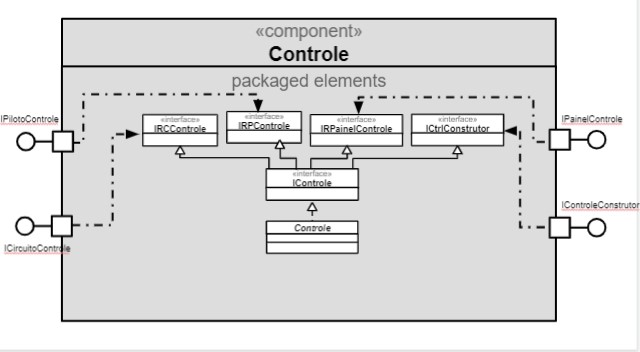 «component»
Controle
packaged elements
IPilotoControle
IPainelControle
«interface»
IRCControle
«interface»
IRPControle
«interface»
IRPainelControle
«interface»
ICtrlConstrutor
«interface»
IControle
IControleConstrutor
Controle
ICircuitoControle